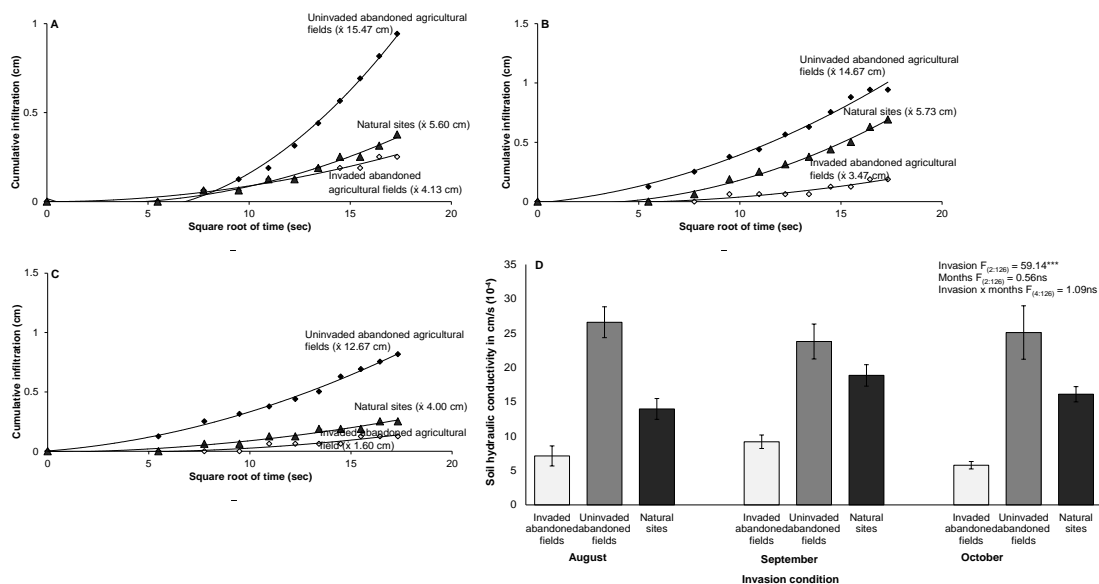 A
Uninvaded abandoned agricultural
fields (ẋ 15.47 cm)
Natural sites (ẋ 5.60 cm)
Invaded abandoned
agricultural fields (ẋ 4.13 cm)
Cumulative infiltration (cm)
1
0.5
0
0 5 10 15 20
Square root of time (sec)
B
Uninvaded abandoned agricultural
fields (ẋ 14.67 cm)
Natural sites (ẋ 5.73 cm)
Invaded abandoned agricultural
fields (ẋ 3.47 cm)
Cumulative infiltration (cm)
1.5
1
0.5
0
0 5 10 15 20
Square root of time (sec)
C
Uninvaded abandoned agricultural
fields (ẋ 12.67 cm)
Natural sites (ẋ 4.00 cm)
Invaded abandoned agricultural
field (ẋ 1.60 cm)
Cumulative infiltration (cm)
1.5
1
0.5
0
0 5 10 15 20
Square root of time (sec)
D
Invasion F(2:126) = 59.14***
Months F(2:126) = 0.56ns
Invasion x months F(4:126) = 1.09ns
Soil hydraulic conductivity in cm/s (10⁻⁴)
35
30
25
20
15
10
5
0
Invaded abandoned fields
Uninvaded abandoned fields
Natural sites
Invaded abandoned fields
Uninvaded abandoned fields
Natural sites
Invaded abandoned fields
Uninvaded abandoned fields
Natural sites
August September October
Invasion condition